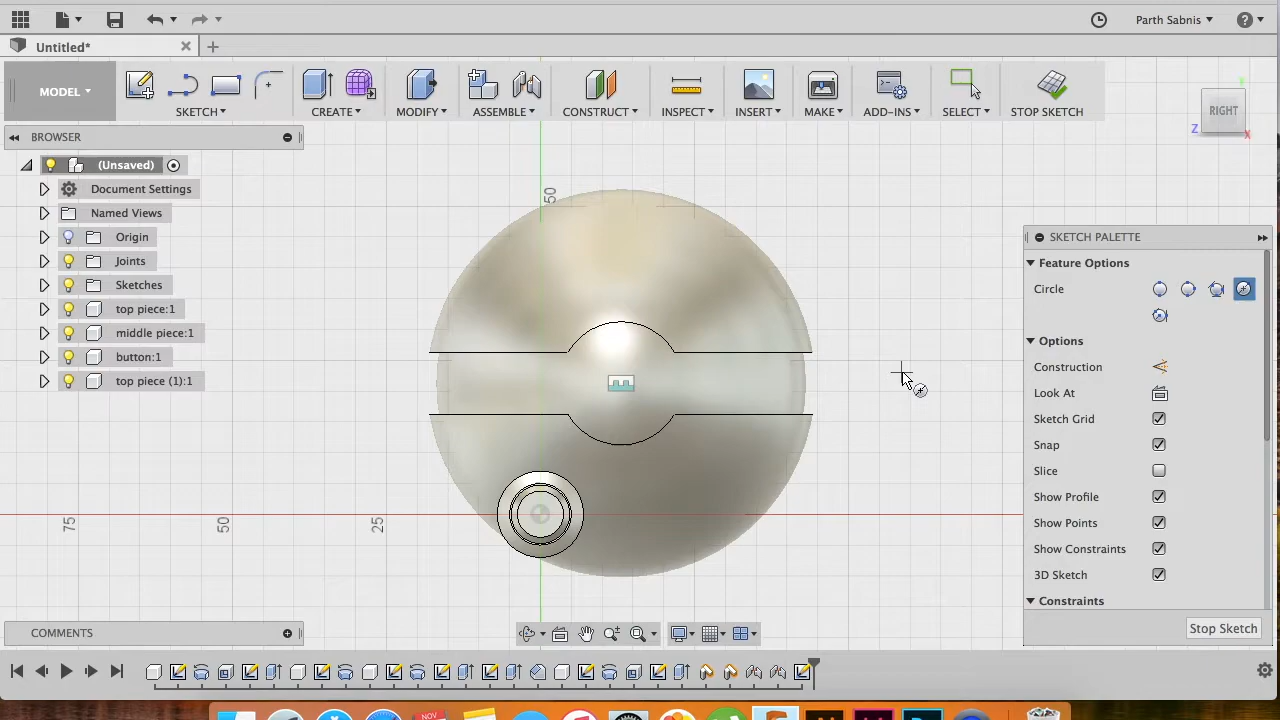 Parth Sabnis
Untitled*
MODEL
SKETCH
CREATE
MODIFY
ASSEMBLE
CONSTRUCT
INSPECT
INSERT
MAKE
ADD-INS
SELECT
STOP SKETCH
RIGHT
Y
Z
X
BROWSER
(Unsaved)
Document Settings
Named Views
Origin
Joints
Sketches
top piece:1
middle piece:1
button:1
top piece (1):1
50
75
50
25
SKETCH PALETTE
Feature Options
Circle
Options
Construction
Look At
Sketch Grid
Snap
Slice
Show Profile
Show Points
Show Constraints
3D Sketch
Constraints
Stop Sketch
COMMENTS
NOV